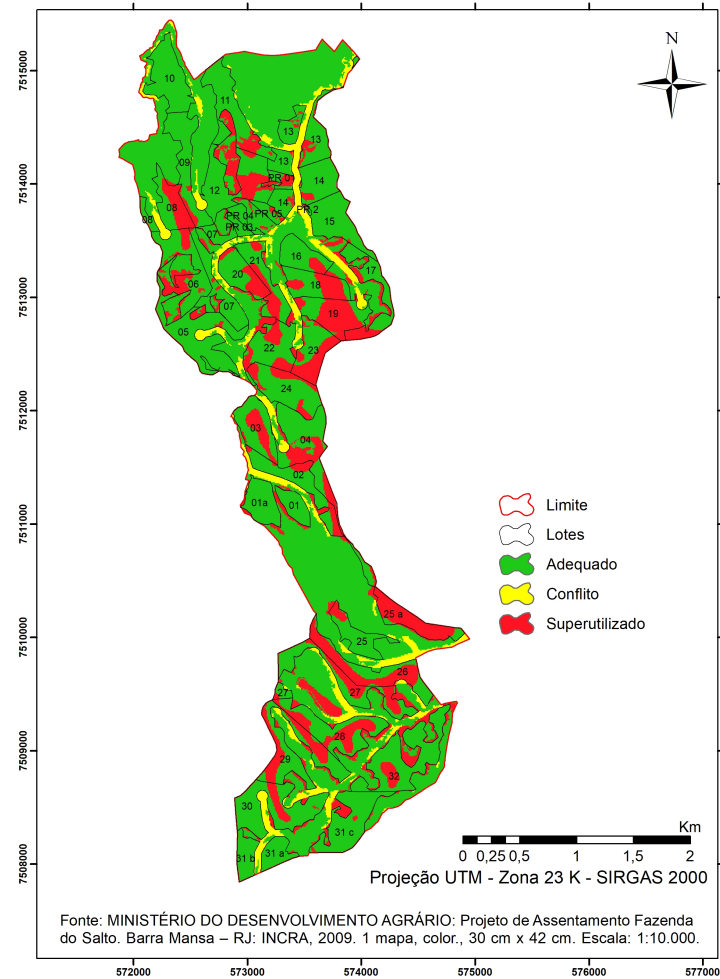 N
10
11
13
13
13
09
PR 01
14
12
14
08
08
PR 04
PR 05
PR 2
15
07
PR 03
21
16
17
20
06
18
07
19
05
22
23
24
03
04
02
01a
01
Limite
Lotes
Adequado
Conflito
Superutilizado
25 a
25
26
27
27
28
29
32
30
31 c
31 b
31 a
Km
0 0,25 0,5 1 1,5 2
Projeção UTM - Zona 23 K - SIRGAS 2000
Fonte: MINISTÉRIO DO DESENVOLVIMENTO AGRÁRIO: Projeto de Assentamento Fazenda
do Salto. Barra Mansa – RJ: INCRA, 2009. 1 mapa, color., 30 cm x 42 cm. Escala: 1:10.000.
7515000
7514000
7513000
7512000
7511000
7510000
7509000
7508000
572000 573000 574000 575000 576000 577000